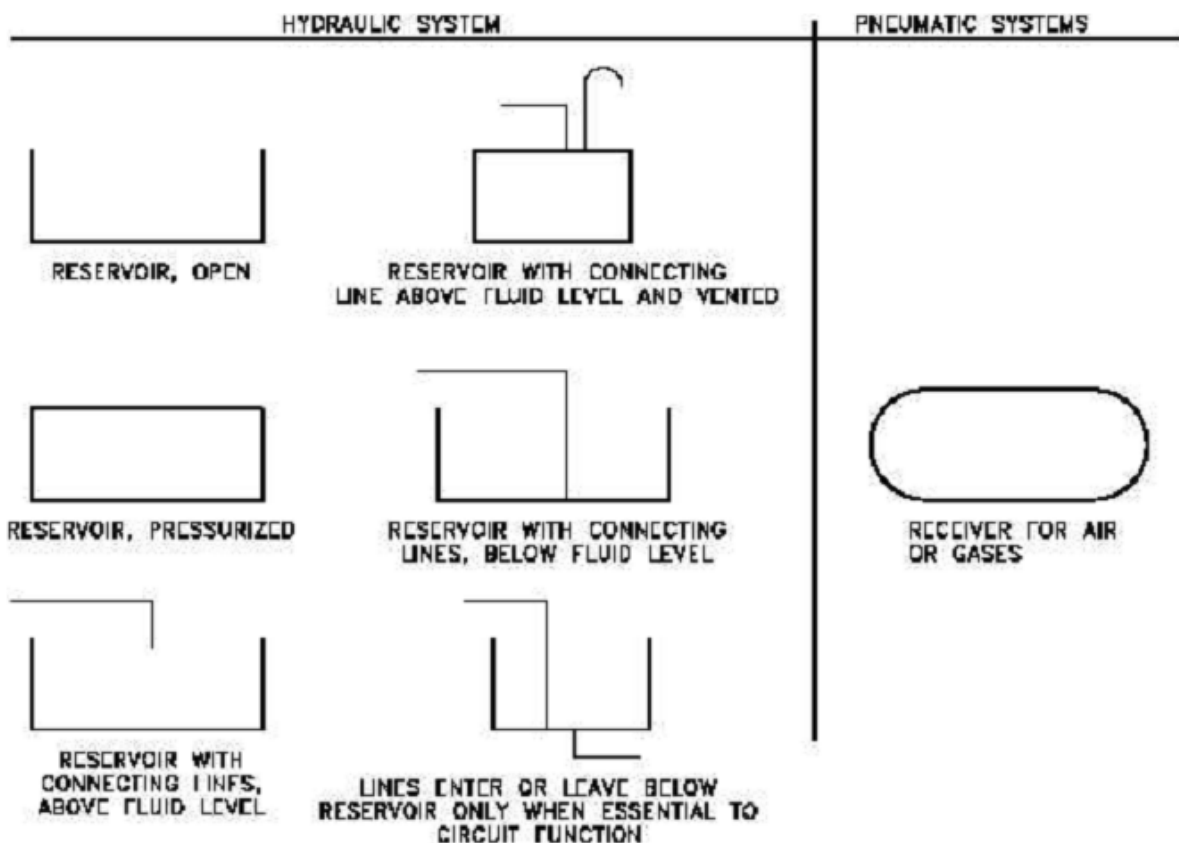 HYDRAULIC SYSTEM
PNEUMATIC SYSTEMS
RESERVOIR, OPEN
RESERVOIR WITH CONNECTING
LINE ABOVE FLUID LEVEL AND VENTED
RESERVOIR, PRESSURIZED
RESERVOIR WITH CONNECTING
LINES, BELOW FLUID LEVEL
RECEIVER FOR AIR
OR GASES
RESERVOIR WITH
CONNECTING LINES,
ABOVE FLUID LEVEL
LINES ENTER OR LEAVE BELOW
RESERVOIR ONLY WHEN ESSENTIAL TO
CIRCUIT FUNCTION